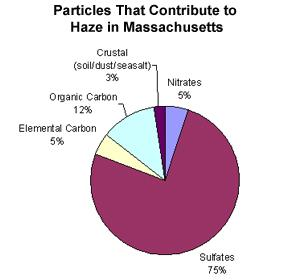 Particles That Contribute to
Haze in Massachusetts
Crustal
(soil/dust/seasalt)
3%
Nitrates
5%
Organic Carbon
12%
Elemental Carbon
5%
Sulfates
75%